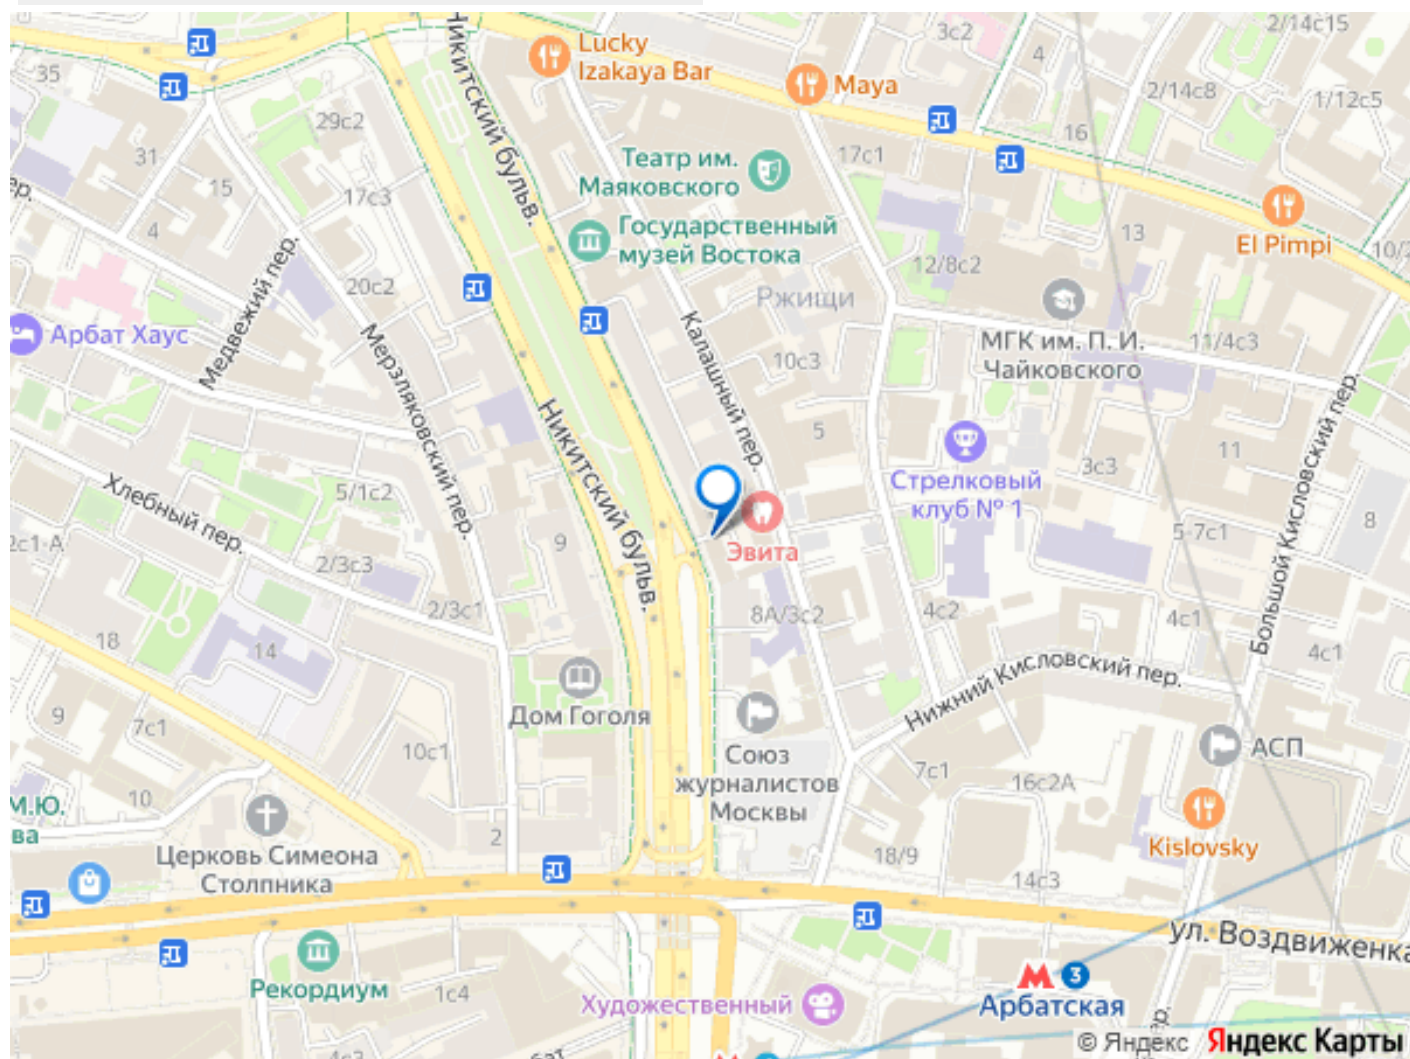 2/14с15
3с2
4
Lucky
Izakaya Bar
Maya
35
2/14с8
1/12с5
29с2
16
Никитский бульв.
31
Театр им.
Маяковского
17с1
15
17с3
El Pimpi
4
Государственный
музей Востока
13
10/2
12/8с2
20с2
Ржищи
Медвежий пер.
Арбат Хаус
Калашный пер.
МГК им. П. И.
Чайковского
11/4с3
10с3
Мерзляковский пер.
Никитский бульв.
5
Стрелковый
клуб № 1
3с3
11
Большой Кисловский пер.
Хлебный пер.
5/1с2
8
2с1-А
9
Эвита
5-7с1
2/3с3
2/3с1
8А/3с2
4с2
4с1
18
14
4с1
Нижний Кисловский пер.
Дом Гоголя
9
7с1
10с1
Союз
журналистов
Москвы
7с1
16с2А
АСП
М.Ю.
ва
10
2
Kislovsky
Церковь Симеона
Столпника
18/9
14с3
ул. Воздвиженка
Рекордиум
1с4
Художественный
3
Арбатская
© Яндекс Яндекс Карты